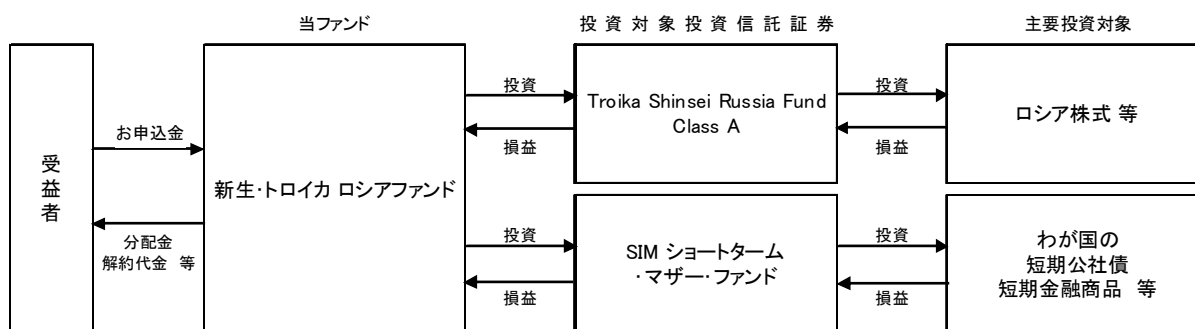 当ファンド
投資対象投資信託証券
主要投資対象
受益者
お申込金
分配金
解約代金 等
新生・トロイカ ロシアファンド
投資
損益
Troika Shinsei Russia Fund
Class A
投資
損益
ロシア株式 等
投資
損益
SIM ショートターム
・マザー・ファンド
投資
損益
わが国の
短期公社債
短期金融商品 等